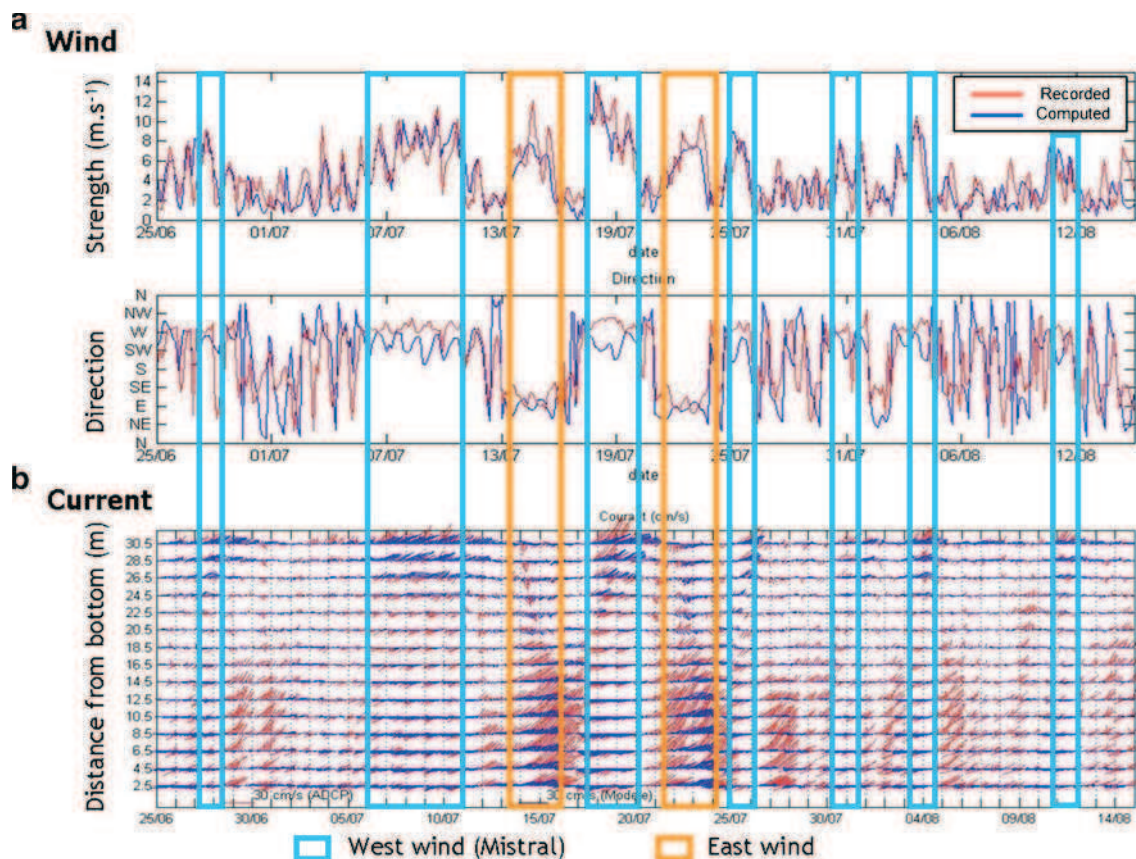 a
Wind
Strength (m.s⁻¹)
14
12
10
8
6
4
2
0
Recorded
Computed
25/06 01/07 07/07 13/07 19/07 25/07 31/07 06/08 12/08
date
Direction
Direction
N
NW
W
SW
S
SE
E
NE
N
25/06 01/07 07/07 13/07 19/07 25/07 31/07 06/08 12/08
date
b
Current
Courant (cm/s)
Distance from bottom (m)
30.5
28.5
26.5
24.5
22.5
20.5
18.5
16.5
14.5
12.5
10.5
8.5
6.5
4.5
2.5
30 cm/s (ADCP) 30 cm/s (Modele)
25/06 30/06 05/07 10/07 15/07 20/07 25/07 30/07 04/08 09/08 14/08
West wind (Mistral) East wind